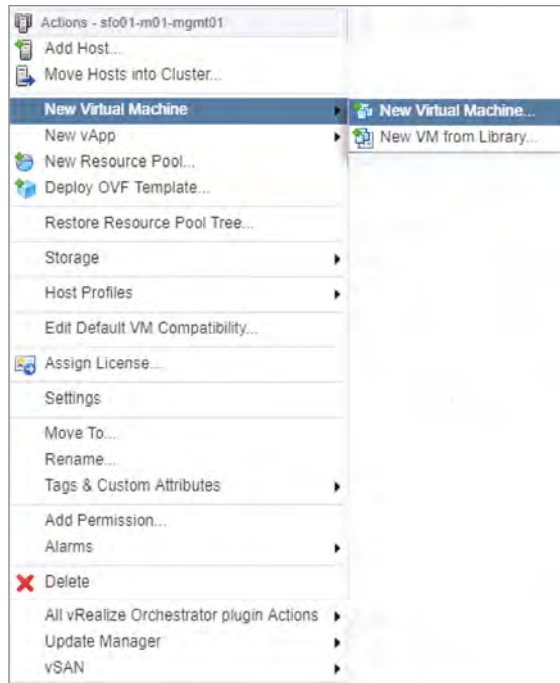 Actions - sfo01-m01-mgmt01
Add Host...
Move Hosts into Cluster...
New Virtual Machine
New Virtual Machine...
New vApp
New VM from Library...
New Resource Pool...
Deploy OVF Template...
Restore Resource Pool Tree...
Storage
Host Profiles
Edit Default VM Compatibility...
Assign License...
Settings
Move To...
Rename...
Tags & Custom Attributes
Add Permission...
Alarms
Delete
All vRealize Orchestrator plugin Actions
Update Manager
vSAN